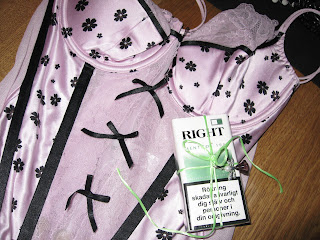 RIGHT
Rökning
skadar allvarligt
dig själv och
personer i
din omgivning.